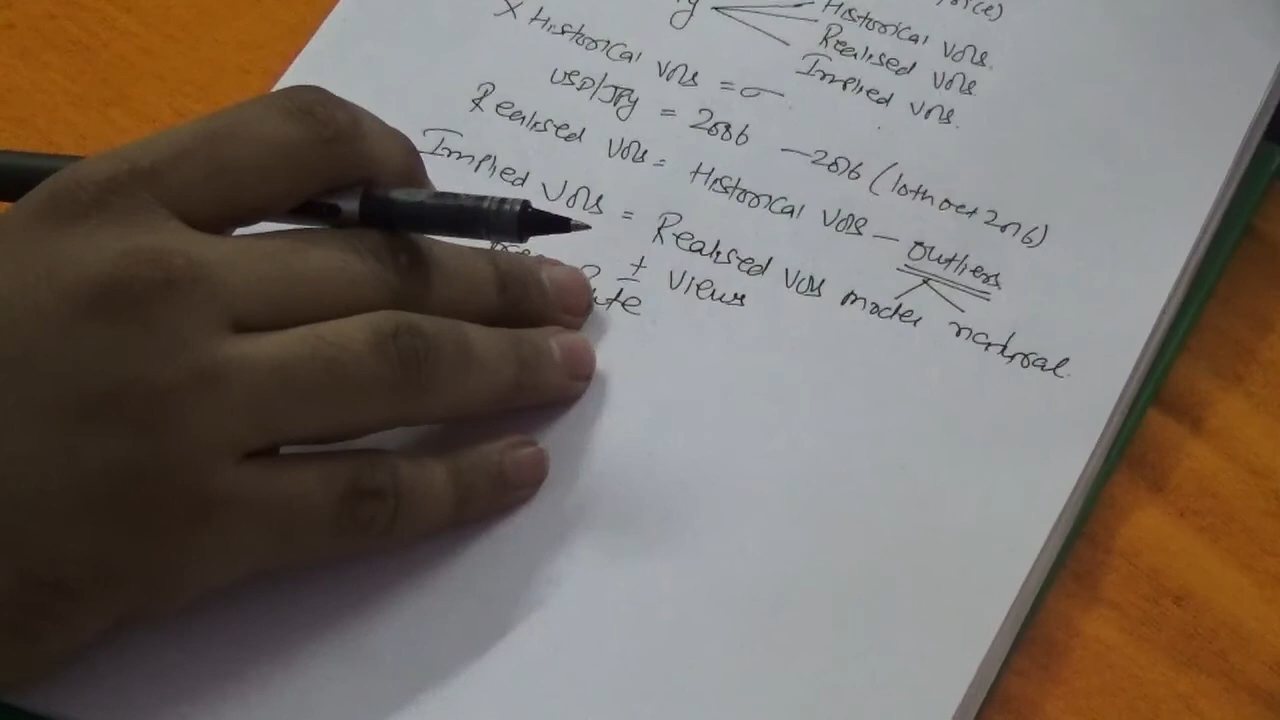 Historical Vols.
Realised Vols
Implied Vols.
X Historical Vols = σ
USD/JPY = 2006 – 2016 (10th Oct 2016)
Realised Vols = Historical Vols – outliers
Implied Vols = Realised Vols model natural
± Views